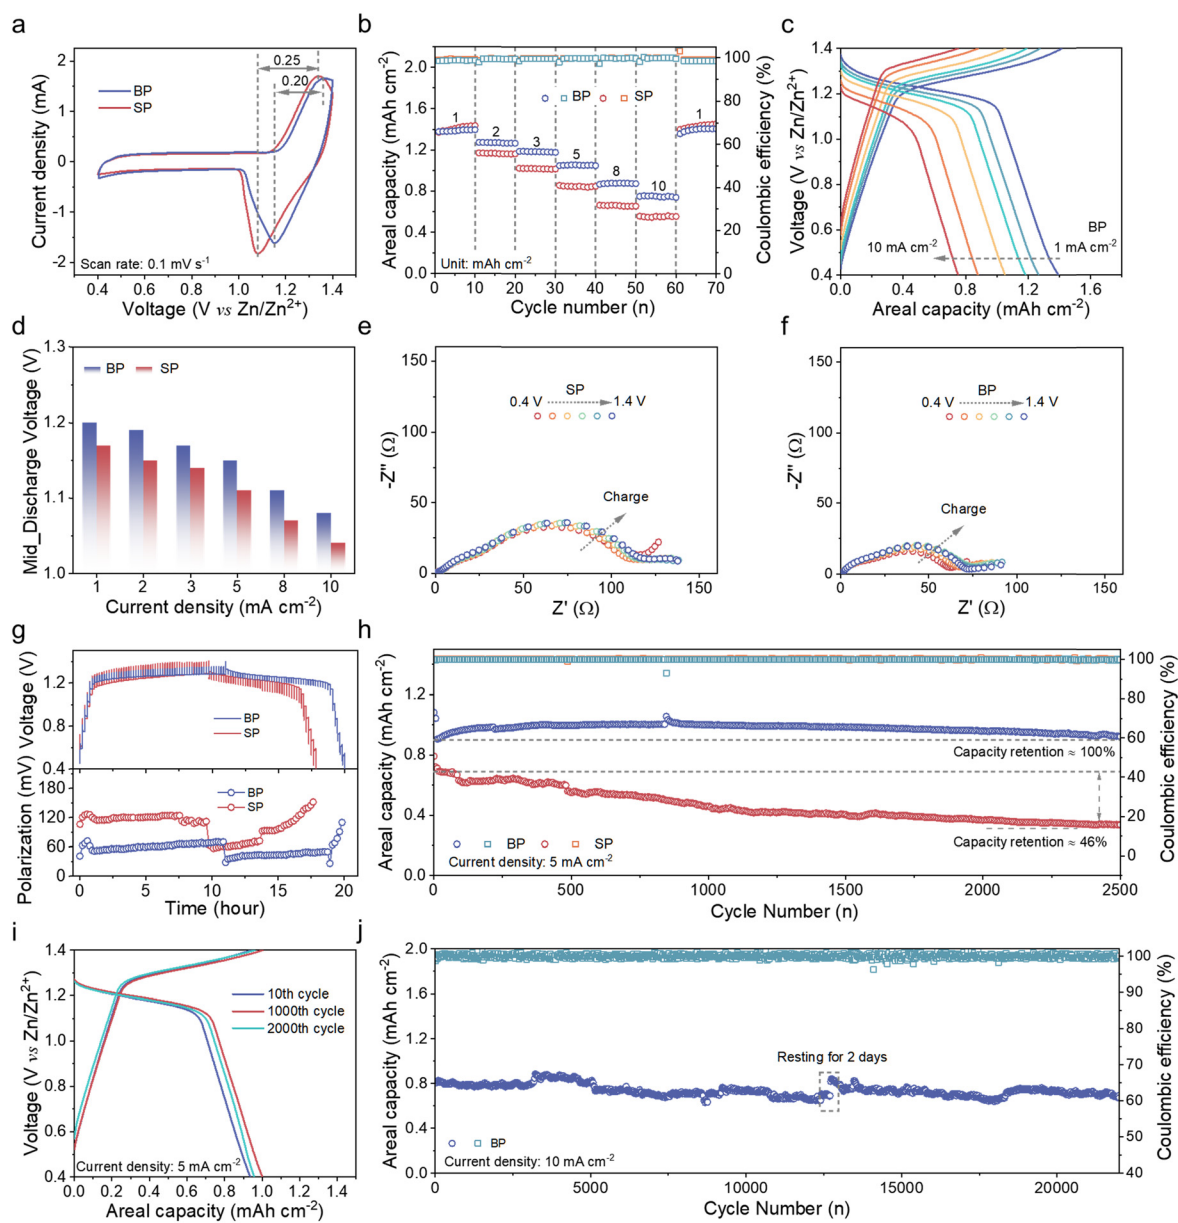 a
Current density (mA)
2
1
0
-1
-2
0.25
0.20
BP
SP
Scan rate: 0.1 mV s⁻¹
0.4 0.6 0.8 1.0 1.2 1.4
Voltage (V vs Zn/Zn²⁺)
b
Areal capacity (mAh cm⁻²)
2.0
1.6
1.2
0.8
0.4
0.0
BP SP
1 2 3 5 8 10 1
Unit: mAh cm⁻²
0 10 20 30 40 50 60 70
Cycle number (n)
100
80
60
40
20
0
Coulombic efficiency (%)
c
Voltage (V vs Zn/Zn²⁺)
1.4
1.2
1.0
0.8
0.6
0.4
BP
10 mA cm⁻² 1 mA cm⁻²
0.0 0.4 0.8 1.2 1.6
Areal capacity (mAh cm⁻²)
d
Mid_Discharge Voltage (V)
1.3
1.2
1.1
1.0
BP SP
1 2 3 5 8 10
Current density (mA cm⁻²)
e
-Z'' (Ω)
150
100
50
0
SP
0.4 V 1.4 V
Charge
0 50 100 150
Z' (Ω)
f
-Z'' (Ω)
150
100
50
0
BP
0.4 V 1.4 V
Charge
0 50 100 150
Z' (Ω)
g
Voltage (V)
1.2
0.8
0.4
BP
SP
Polarization (mV)
180
120
60
0
BP
SP
0 5 10 15 20
Time (hour)
h
Areal capacity (mAh cm⁻²)
1.2
0.8
0.4
0.0
Capacity retention ≈ 100%
Capacity retention ≈ 46%
BP SP
Current density: 5 mA cm⁻²
0 500 1000 1500 2000 2500
Cycle Number (n)
100
80
60
40
20
0
Coulombic efficiency (%)
i
Voltage (V vs Zn/Zn²⁺)
1.4
1.2
1.0
0.8
0.6
0.4
10th cycle
1000th cycle
2000th cycle
Current density: 5 mA cm⁻²
0.0 0.2 0.4 0.6 0.8 1.0 1.2 1.4
Areal capacity (mAh cm⁻²)
j
Areal capacity (mAh cm⁻²)
2.0
1.6
1.2
0.8
0.4
0.0
Resting for 2 days
BP
Current density: 10 mA cm⁻²
0 5000 10000 15000 20000
Cycle Number (n)
100
90
80
70
60
50
40
Coulombic efficiency (%)